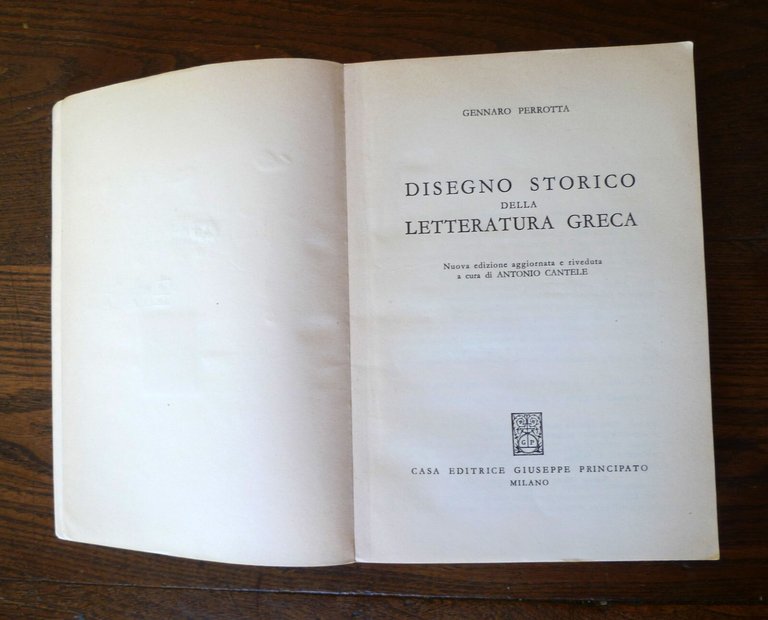 GENNARO PERROTTA
DISEGNO STORICO
DELLA
LETTERATURA GRECA
Nuova edizione aggiornata e riveduta
a cura di ANTONIO CANTELE
G P
CASA EDITRICE GIUSEPPE PRINCIPATO
MILANO